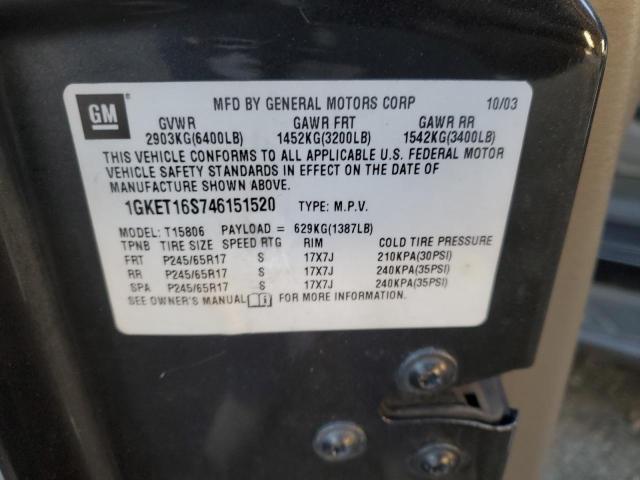 GM ®
MFD BY GENERAL MOTORS CORP 10/03
GVWR GAWR FRT GAWR RR
2903KG(6400LB) 1452KG(3200LB) 1542KG(3400LB)
THIS VEHICLE CONFORMS TO ALL APPLICABLE U.S. FEDERAL MOTOR
VEHICLE SAFETY STANDARDS IN EFFECT ON THE DATE OF
MANUFACTURE SHOWN ABOVE.
1GKET16S746151520 TYPE: M.P.V.
MODEL: T15806 PAYLOAD = 629KG(1387LB)
TPNB TIRE SIZE SPEED RTG RIM COLD TIRE PRESSURE
FRT P245/65R17 S 17X7J 210KPA(30PSI)
RR P245/65R17 S 17X7J 240KPA(35PSI)
SPA P245/65R17 S 17X7J 240KPA(35PSI)
SEE OWNER'S MANUAL FOR MORE INFORMATION.